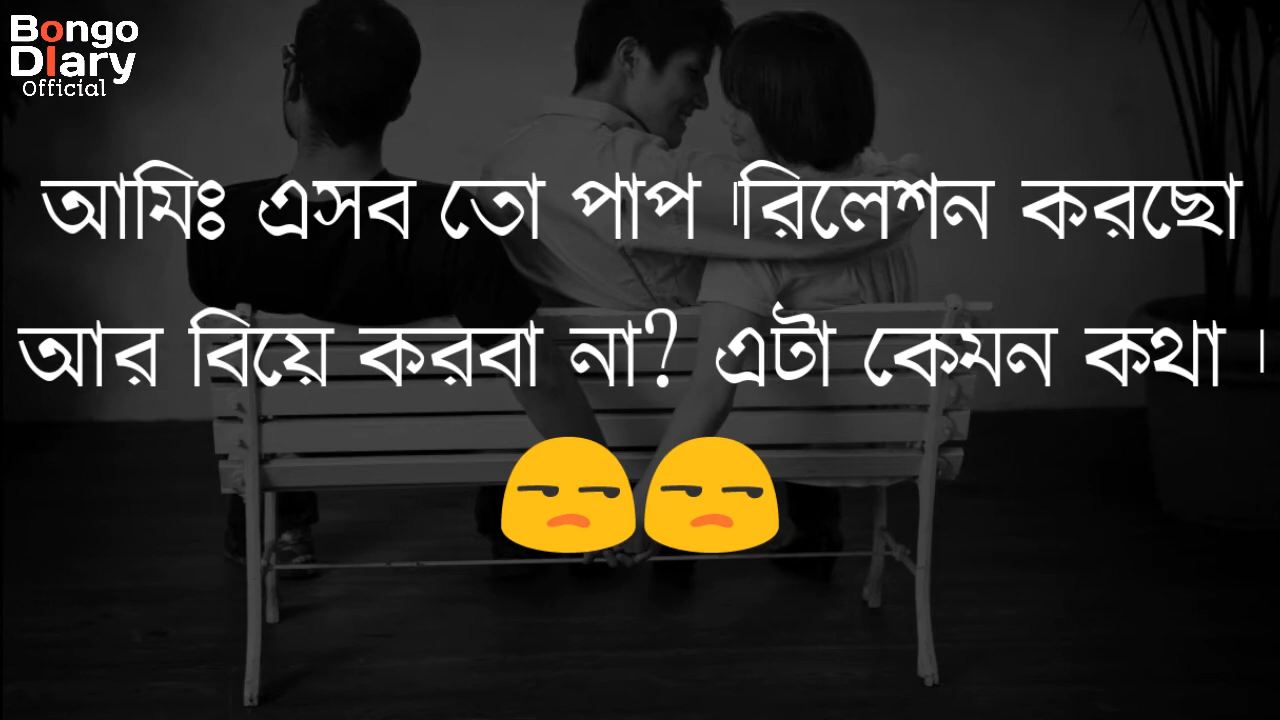 Bongo
DIary
Official
আমিঃ এসব তো পাপ ।রিলেশন করছো
আর বিয়ে করবা না? এটা কেমন কথা ।